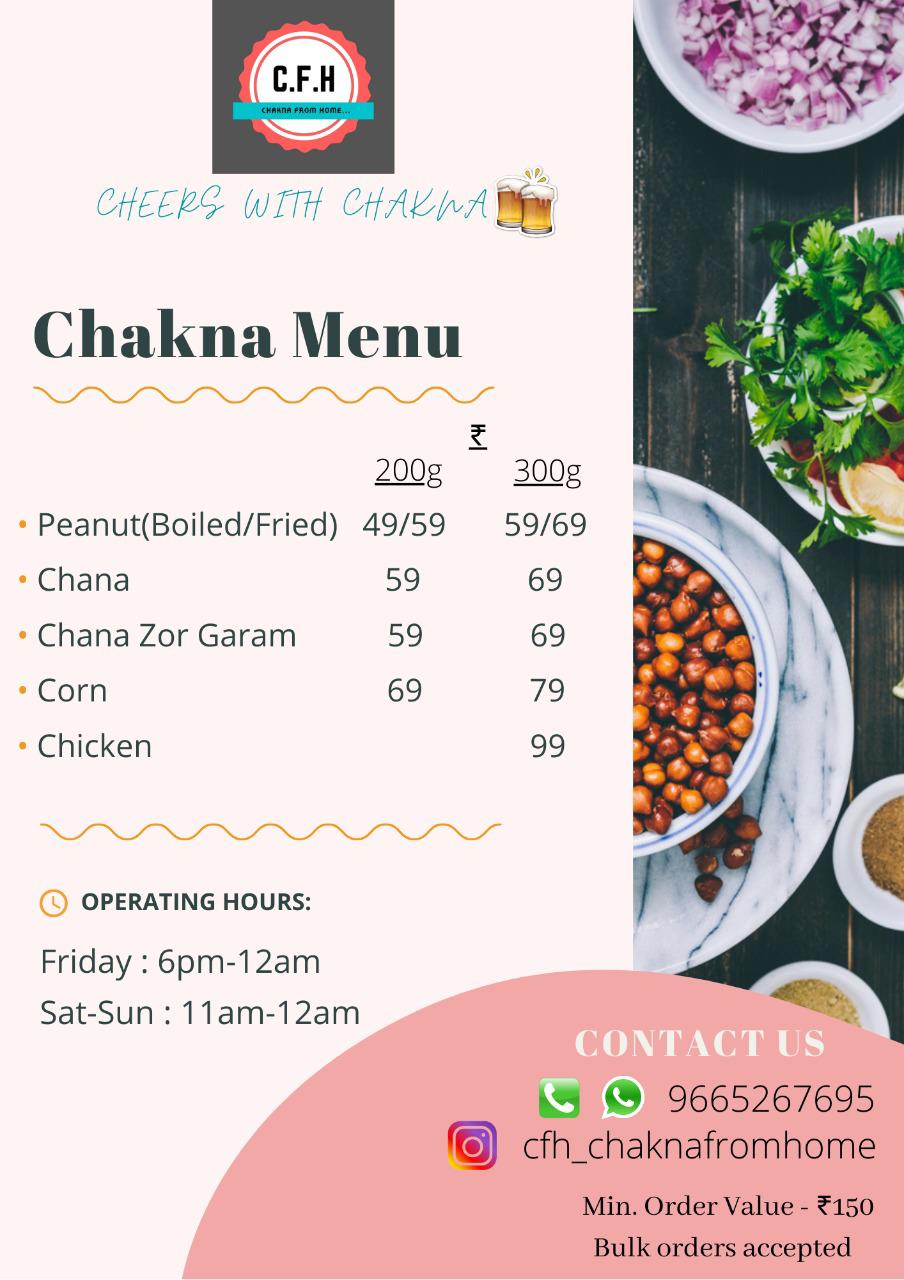 C.F.H
CHAKNA FROM HOME...
CHEERS WITH CHAKNA
Chakna Menu
₹
200g 300g
• Peanut(Boiled/Fried) 49/59 59/69
• Chana 59 69
• Chana Zor Garam 59 69
• Corn 69 79
• Chicken 99
OPERATING HOURS:
Friday : 6pm-12am
Sat-Sun : 11am-12am
CONTACT US
9665267695
cfh_chaknafromhome
Min. Order Value - ₹150
Bulk orders accepted